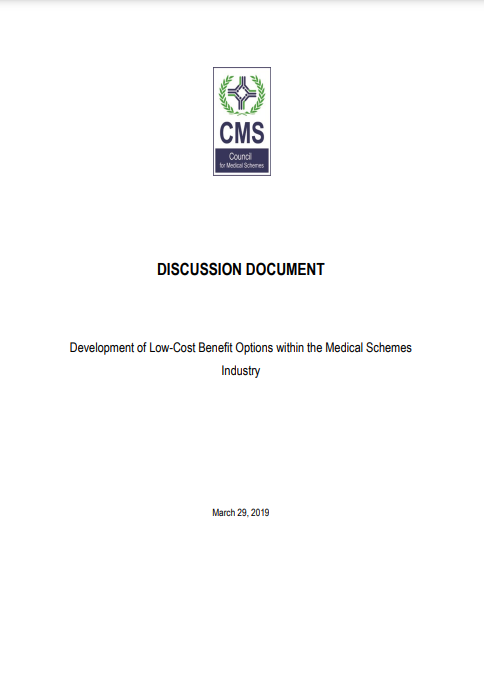 CMS
Council
for Medical Schemes
DISCUSSION DOCUMENT
Development of Low-Cost Benefit Options within the Medical Schemes
Industry
March 29, 2019